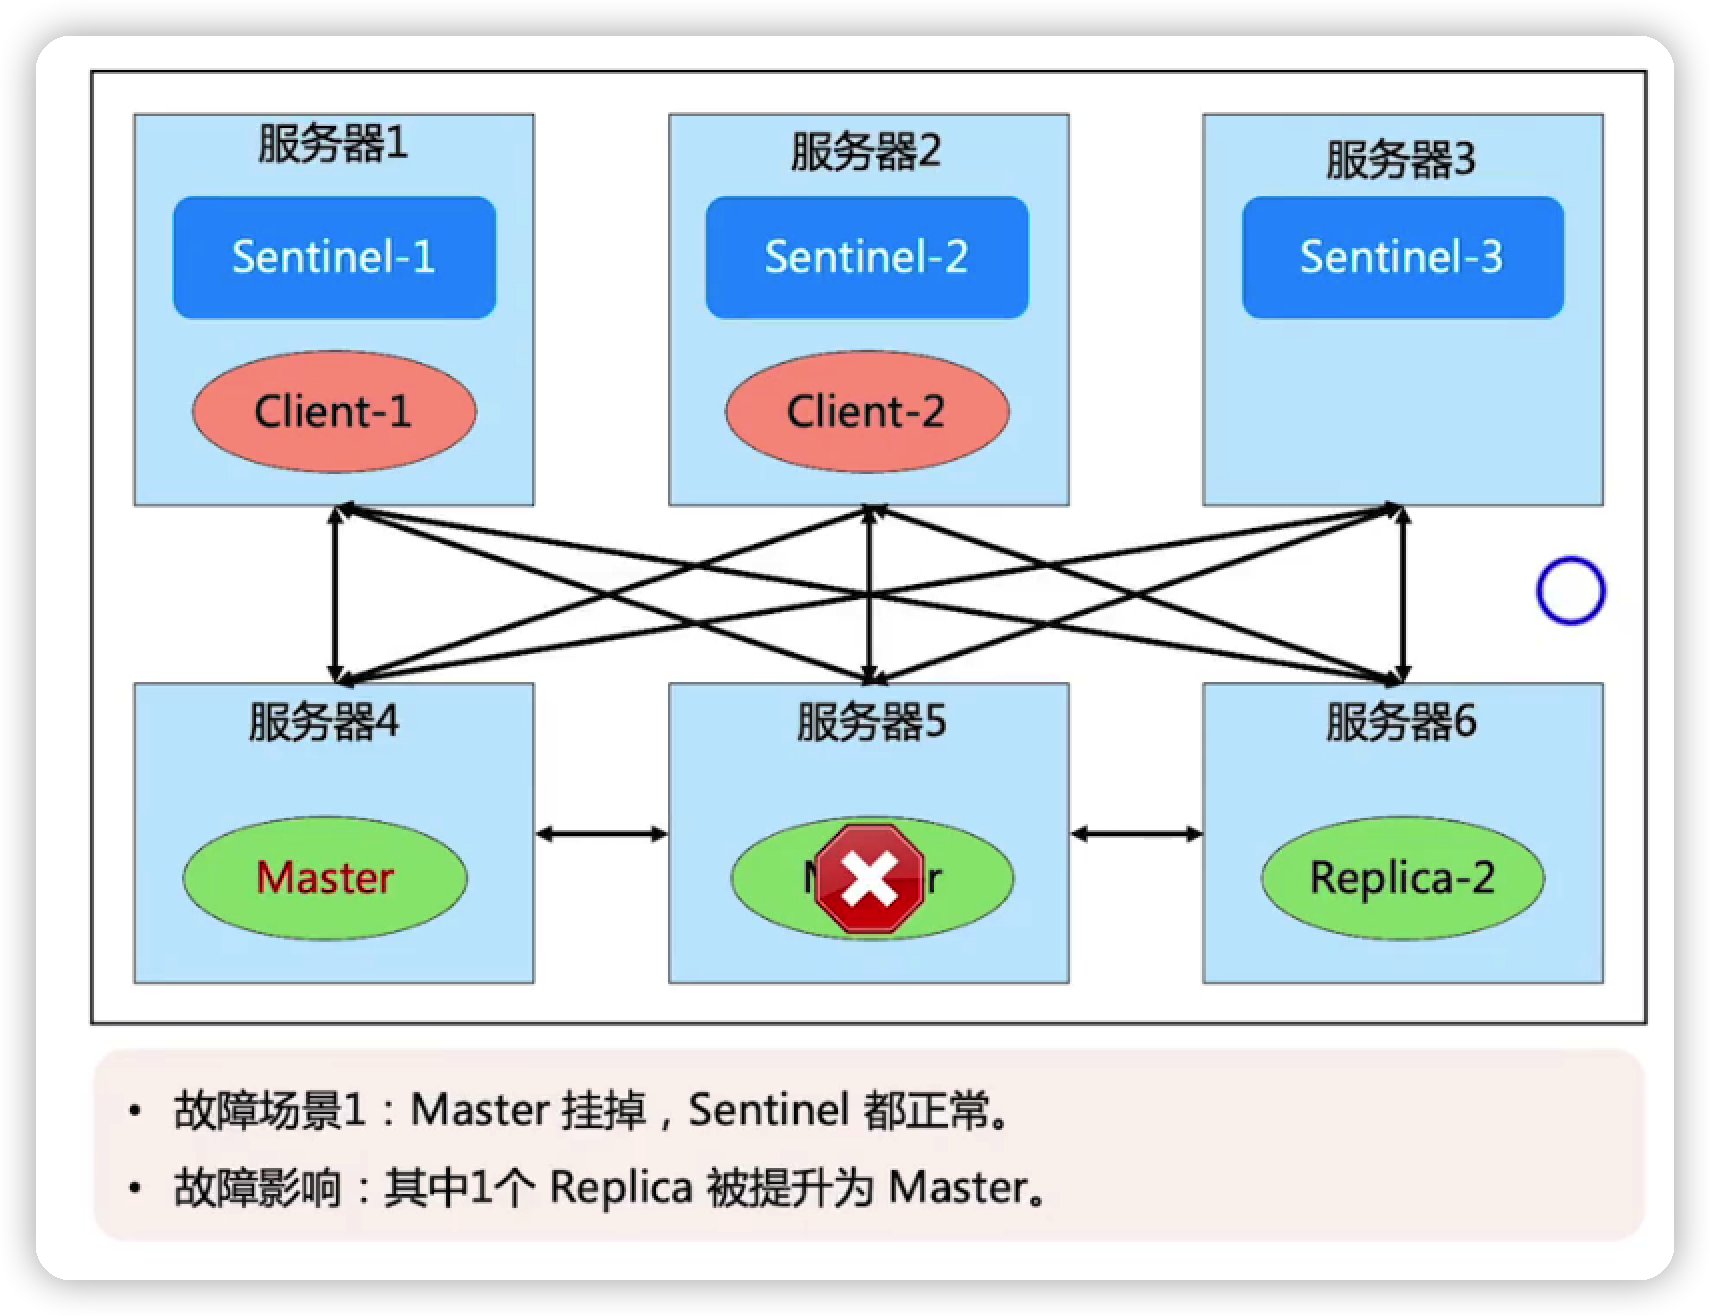 服务器1
服务器2
服务器3
Sentinel-1
Sentinel-2
Sentinel-3
Client-1
Client-2
服务器4
服务器5
服务器6
Master
Replica-2
• 故障场景1：Master 挂掉，Sentinel 都正常。
• 故障影响：其中1个 Replica 被提升为 Master。